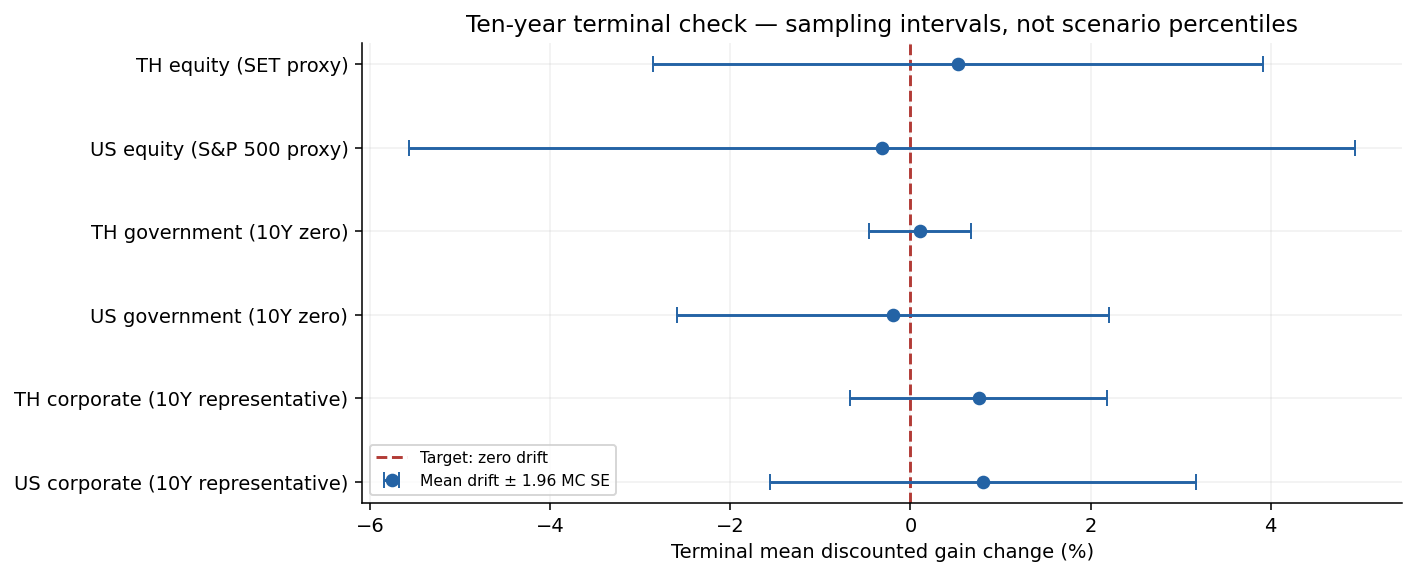 Ten-year terminal check — sampling intervals, not scenario percentiles
TH equity (SET proxy)
US equity (S&P 500 proxy)
TH government (10Y zero)
US government (10Y zero)
TH corporate (10Y representative)
US corporate (10Y representative)
Target: zero drift
Mean drift ± 1.96 MC SE
−6 −4 −2 0 2 4
Terminal mean discounted gain change (%)